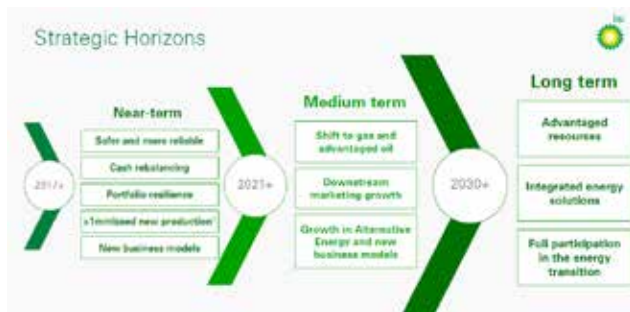 bp
Strategic Horizons
Near-term
Safer and more reliable
Cash rebalancing
Portfolio resilience
New business models
2017+
2021+
Medium term
Shift to gas and
advantaged oil
Downstream
marketing growth
Growth in Alternative
Energy and new
business models
2030+
Long term
Advantaged
resources
Integrated energy
solutions
Full participation
in the energy
transition